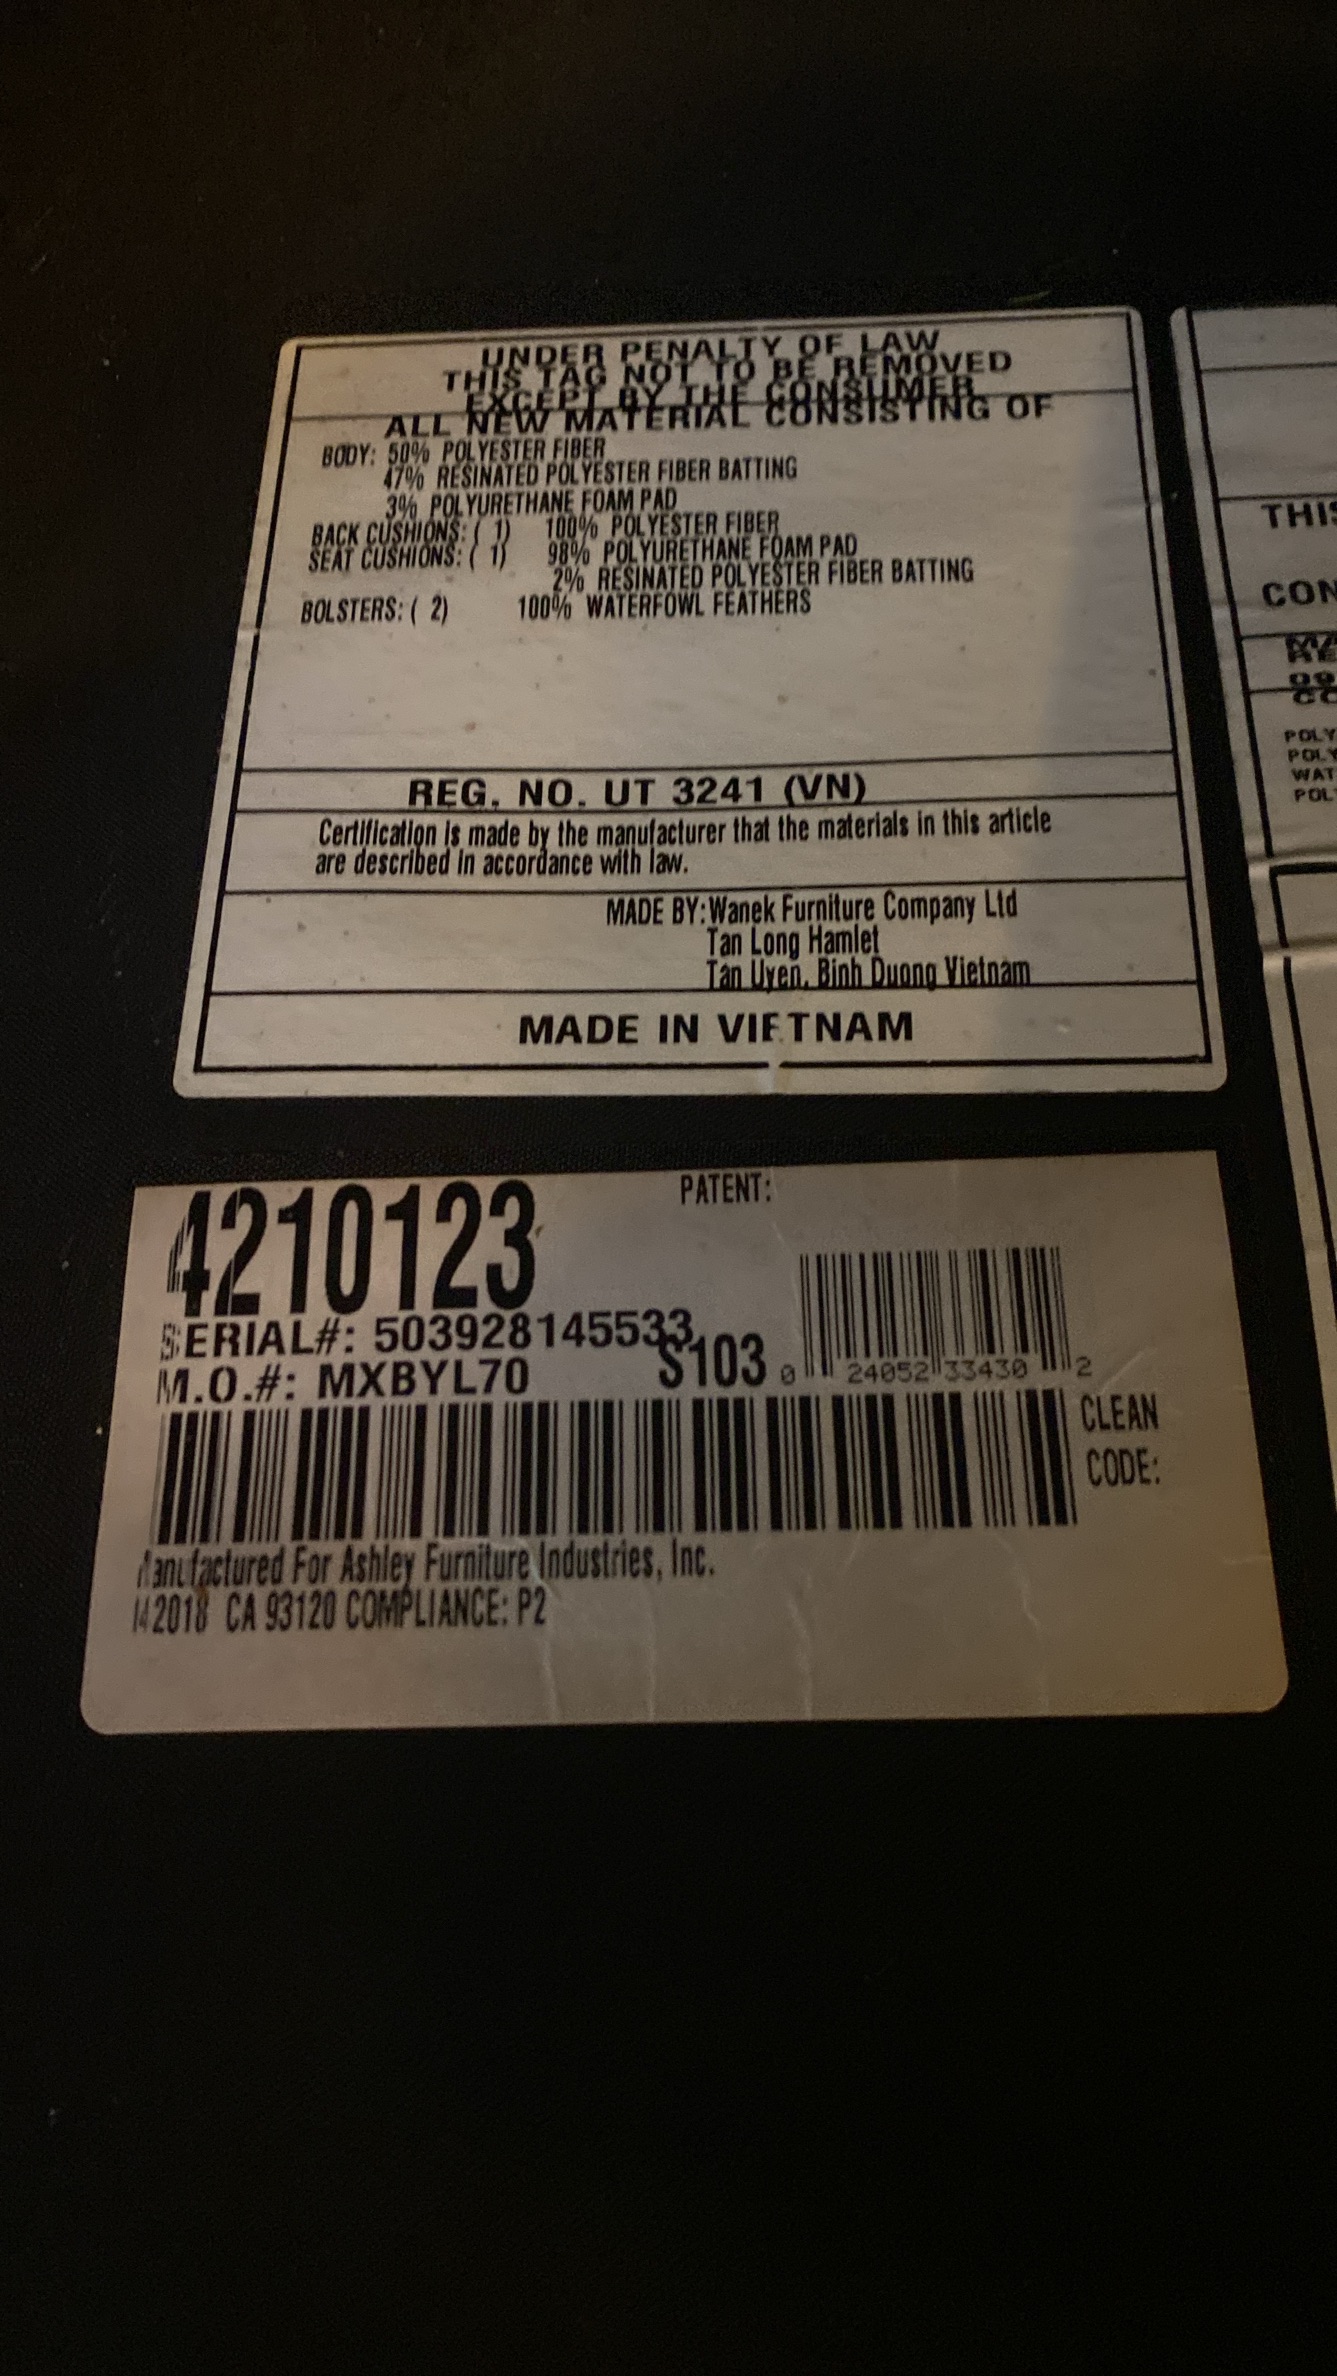 UNDER PENALTY OF LAW
THIS TAG NOT TO BE REMOVED
EXCEPT BY THE CONSUMER
ALL NEW MATERIAL CONSISTING OF
BODY: 50% POLYESTER FIBER
47% RESINATED POLYESTER FIBER BATTING
3% POLYURETHANE FOAM PAD
BACK CUSHIONS: ( 1) 100% POLYESTER FIBER
SEAT CUSHIONS: ( 1) 98% POLYURETHANE FOAM PAD
2% RESINATED POLYESTER FIBER BATTING
BOLSTERS: ( 2) 100% WATERFOWL FEATHERS
REG. NO. UT 3241 (VN)
Certification is made by the manufacturer that the materials in this article
are described in accordance with law.
MADE BY: Wanek Furniture Company Ltd
Tan Long Hamlet
Tan Uyen, Binh Duong Vietnam
MADE IN VIETNAM
4210123
PATENT:
SERIAL#: 503928145533
M.O.#: MXBYL70
S103
0 24052 33430 2
CLEAN
CODE:
Manufactured For Ashley Furniture Industries, Inc.
2018 CA 93120 COMPLIANCE: P2
THIS